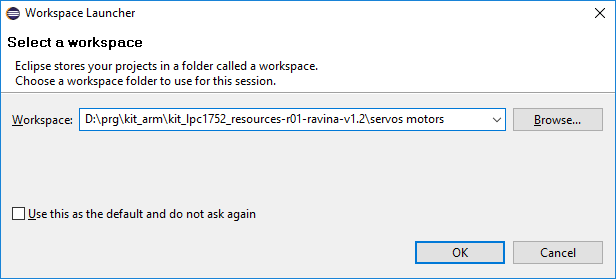 Workspace Launcher
Select a workspace
Eclipse stores your projects in a folder called a workspace.
Choose a workspace folder to use for this session.
Workspace: D:\prg\kit_arm\kit_lpc1752_resources-r01-ravina-v1.2\servos motors Browse...
Use this as the default and do not ask again
OK Cancel